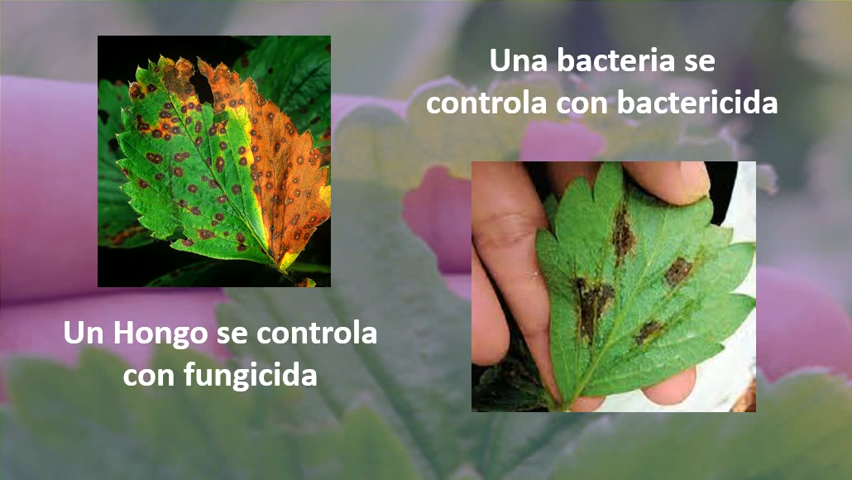 Una bacteria se
controla con bactericida
Un Hongo se controla
con fungicida